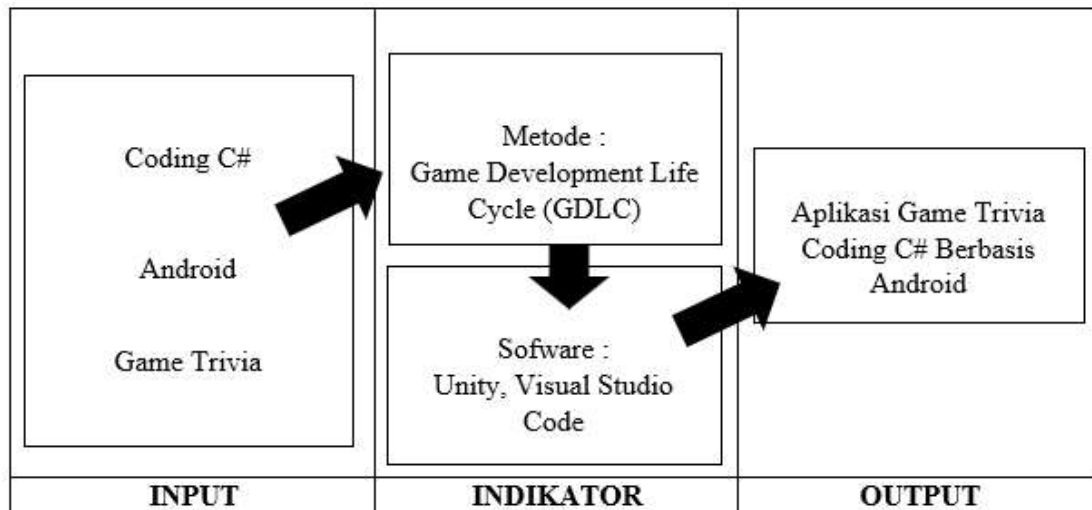 Coding C#
Android
Game Trivia
Metode :
Game Development Life
Cycle (GDLC)
Sofware :
Unity, Visual Studio
Code
Aplikasi Game Trivia
Coding C# Berbasis
Android
INPUT
INDIKATOR
OUTPUT